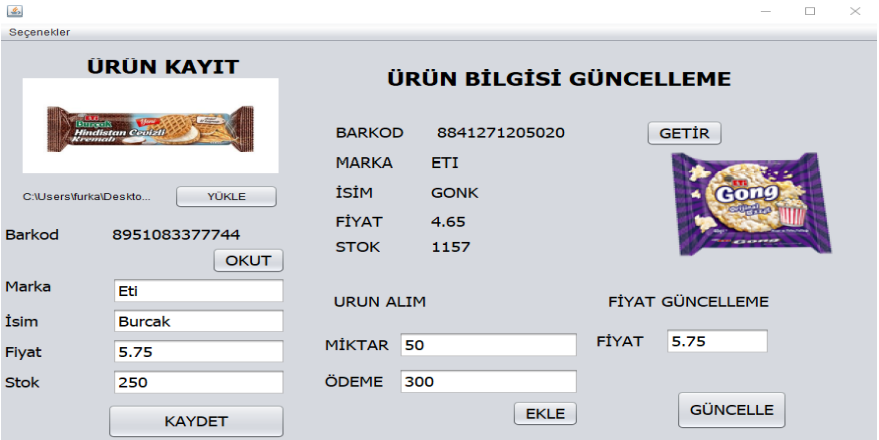 Seçenekler
ÜRÜN KAYIT
ETİ
Burçak
Yeni
Hindistan Cevizli
Kremalı
C:\Users\furka\Deskto...
YÜKLE
Barkod 8951083377744
OKUT
Marka Eti
İsim Burcak
Fiyat 5.75
Stok 250
KAYDET
ÜRÜN BİLGİSİ GÜNCELLEME
BARKOD 8841271205020 GETİR
MARKA ETI
İSİM GONK
FİYAT 4.65
STOK 1157
ETİ
Gong
URUN ALIM
MİKTAR 50
ÖDEME 300
EKLE
FİYAT GÜNCELLEME
FİYAT 5.75
GÜNCELLE